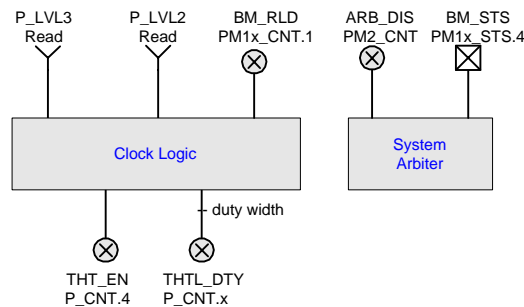 P_LVL3
Read
P_LVL2
Read
BM_RLD
PM1x_CNT.1
ARB_DIS
PM2_CNT
BM_STS
PM1x_STS.4
Clock Logic
System
Arbiter
duty width
THT_EN
P_CNT.4
THTL_DTY
P_CNT.x